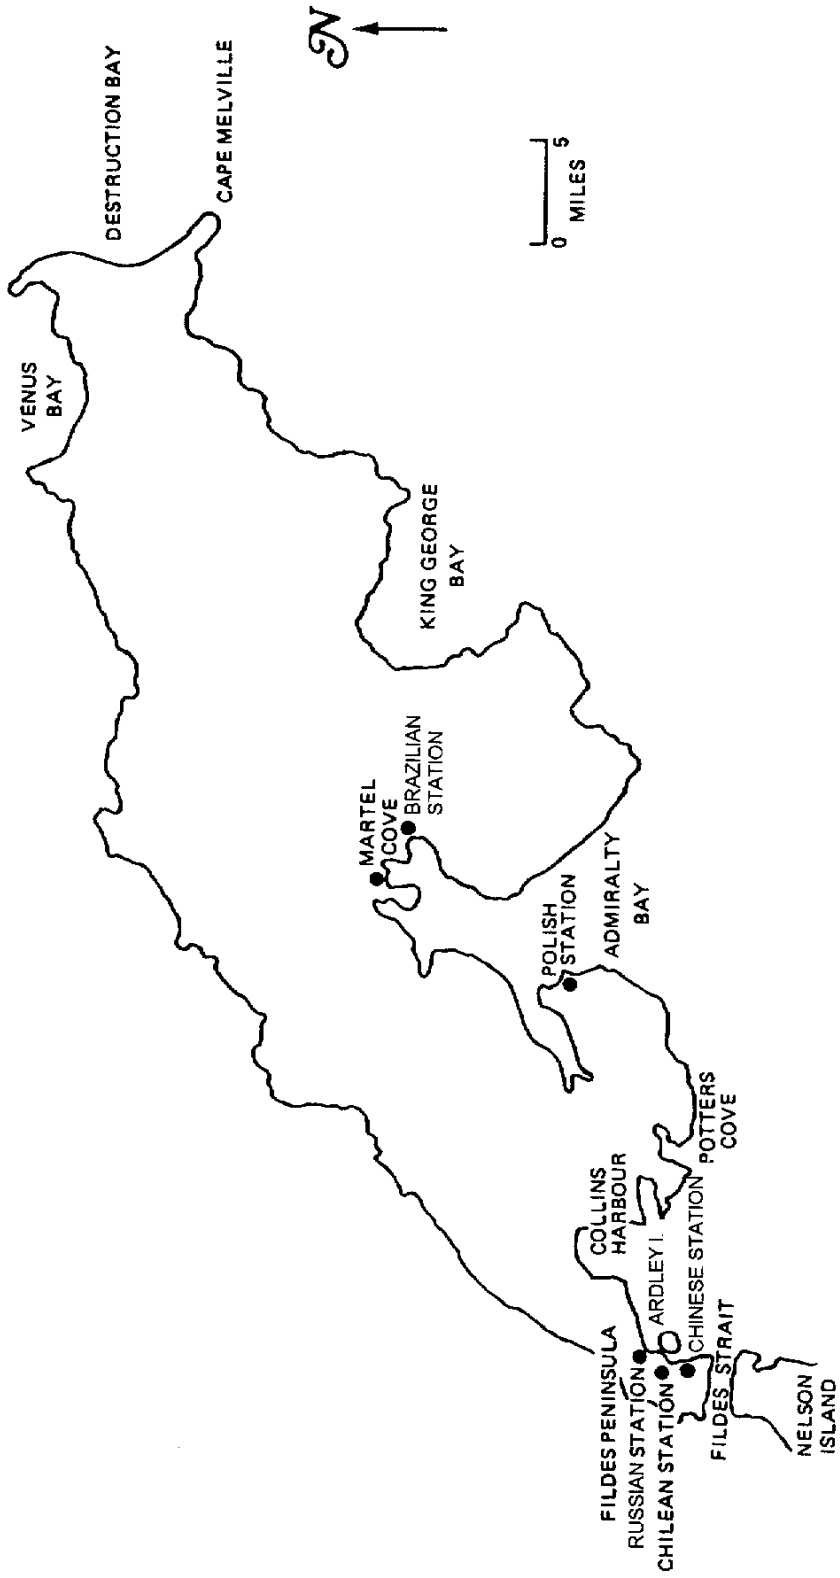 N
DESTRUCTION BAY
CAPE MELVILLE
VENUS
BAY
0 5
MILES
KING GEORGE
BAY
MARTEL
COVE
BRAZILIAN
STATION
POLISH
STATION
ADMIRALTY
BAY
POTTERS
COVE
COLLINS
HARBOUR
ARDLEY I.
CHINESE STATION
FILDES PENINSULA
RUSSIAN STATION
CHILEAN STATION
FILDES STRAIT
NELSON
ISLAND